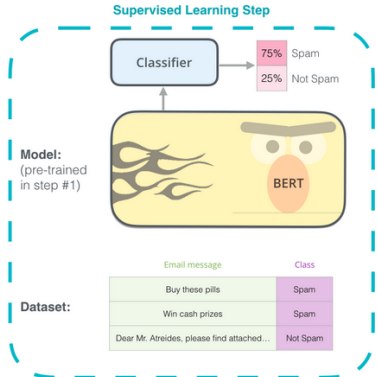 Supervised Learning Step
Classifier
75% Spam
25% Not Spam
Model:
(pre-trained
in step #1)
BERT
Email message Class
Dataset:
Buy these pills Spam
Win cash prizes Spam
Dear Mr. Atreides, please find attached... Not Spam